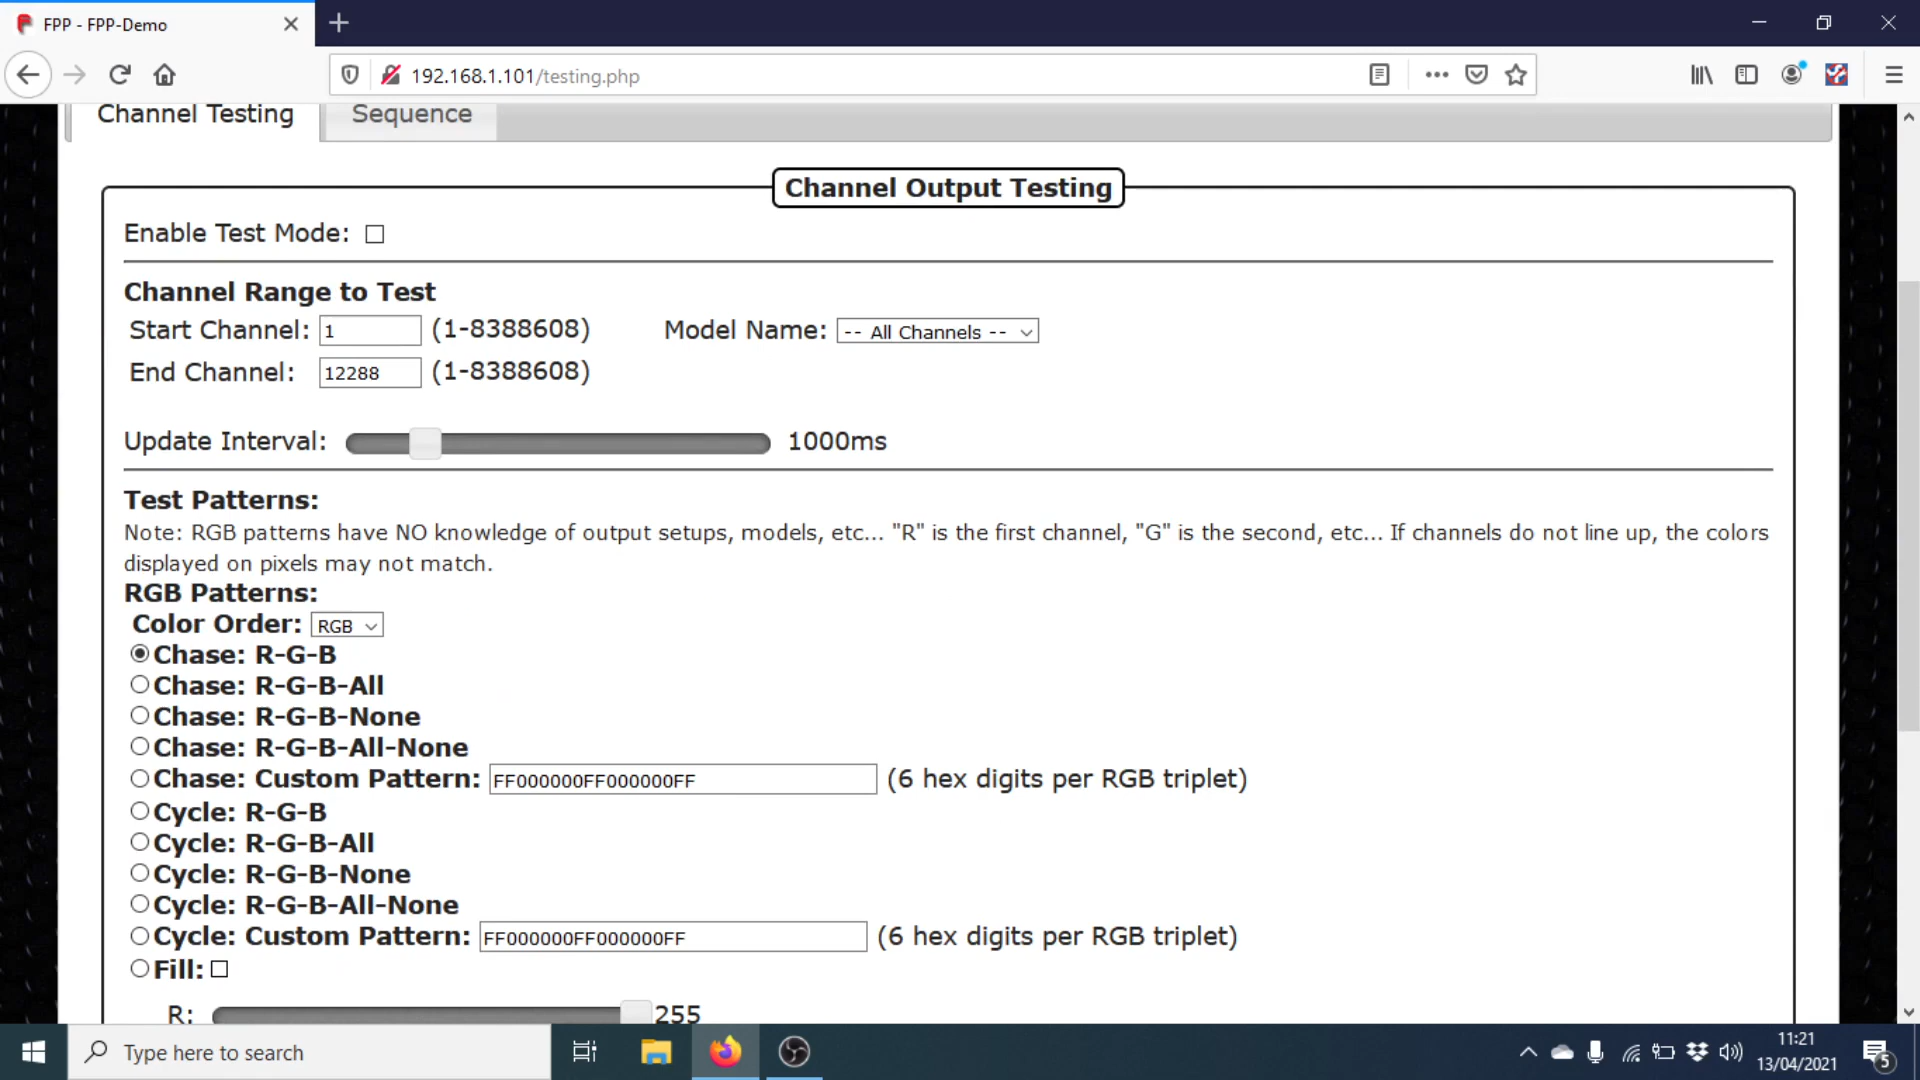 FPP - FPP-Demo
192.168.1.101/testing.php
Channel Testing
Sequence
Channel Output Testing
Enable Test Mode:
Channel Range to Test
Start Channel: 1 (1-8388608) Model Name: -- All Channels --
End Channel: 12288 (1-8388608)
Update Interval: 1000ms
Test Patterns:
Note: RGB patterns have NO knowledge of output setups, models, etc... "R" is the first channel, "G" is the second, etc... If channels do not line up, the colors
displayed on pixels may not match.
RGB Patterns:
Color Order: RGB
Chase: R-G-B
Chase: R-G-B-All
Chase: R-G-B-None
Chase: R-G-B-All-None
Chase: Custom Pattern: FF000000FF000000FF (6 hex digits per RGB triplet)
Cycle: R-G-B
Cycle: R-G-B-All
Cycle: R-G-B-None
Cycle: R-G-B-All-None
Cycle: Custom Pattern: FF000000FF000000FF (6 hex digits per RGB triplet)
Fill:
R: 255
Type here to search
11:21
13/04/2021
5